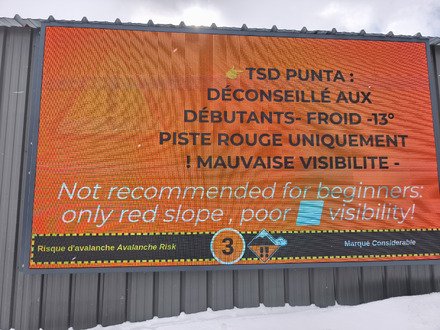 TSD PUNTA :
DÉCONSEILLÉ AUX
DÉBUTANTS- FROID -13°
PISTE ROUGE UNIQUEMENT
! MAUVAISE VISIBILITE -
Not recommended for beginners:
only red slope , poor visibility!
Risque d'avalanche Avalanche Risk 3 Marqué Considerable